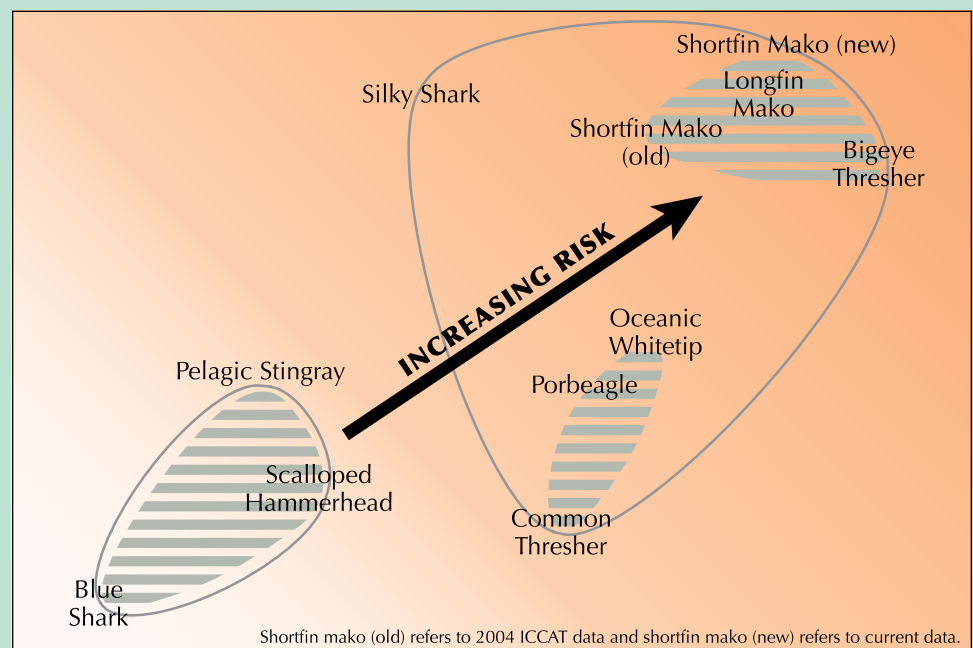 Shortfin Mako (new)
Longfin
Mako
Silky Shark
Shortfin Mako
(old)
Bigeye
Thresher
INCREASING RISK
Oceanic
Whitetip
Porbeagle
Pelagic Stingray
Scalloped
Hammerhead
Common
Thresher
Blue
Shark
Shortfin mako (old) refers to 2004 ICCAT data and shortfin mako (new) refers to current data.